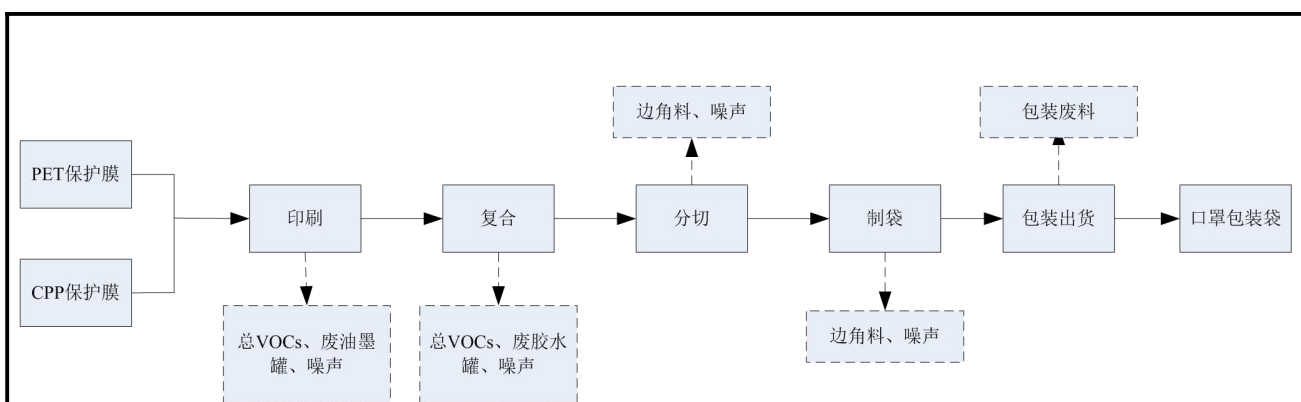 边角料、噪声
包装废料
PET保护膜
CPP保护膜
印刷
复合
分切
制袋
包装出货
口罩包装袋
总VOCs、废油墨
罐、噪声
总VOCs、废胶水
罐、噪声
边角料、噪声